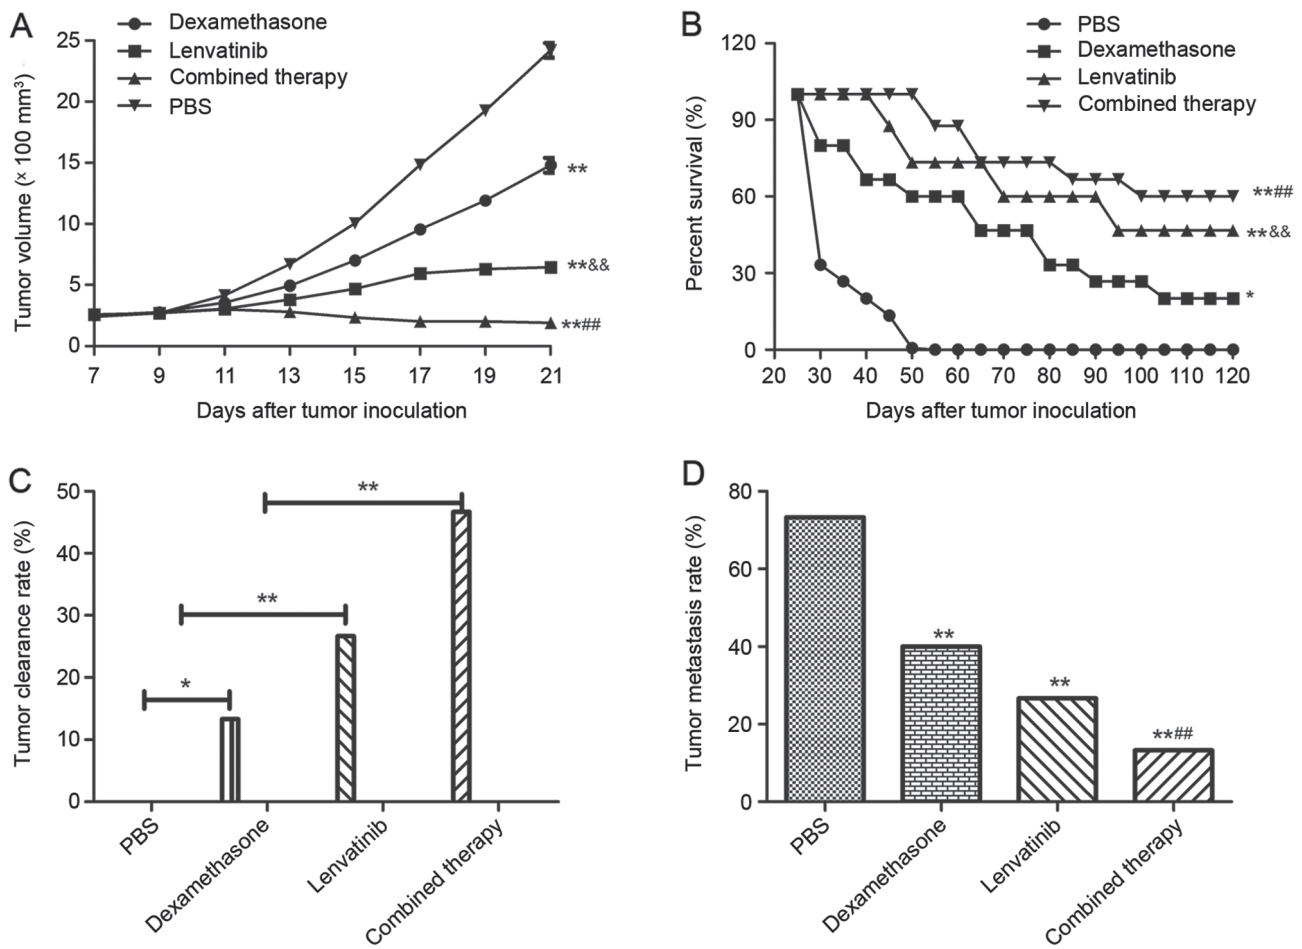 A
Dexamethasone
Lenvatinib
Combined therapy
PBS
Tumor volume (× 100 mm³)
25
20
15
10
5
0
7 9 11 13 15 17 19 21
Days after tumor inoculation
**
**&&
**##
B
PBS
Dexamethasone
Lenvatinib
Combined therapy
Percent survival (%)
120
90
60
30
0
20 30 40 50 60 70 80 90 100 110 120
Days after tumor inoculation
**##
**&&
*
C
Tumor clearance rate (%)
50
40
30
20
10
0
**
**
*
PBS
Dexamethasone
Lenvatinib
Combined therapy
D
Tumor metastasis rate (%)
80
60
40
20
0
**
**
**##
PBS
Dexamethasone
Lenvatinib
Combined therapy